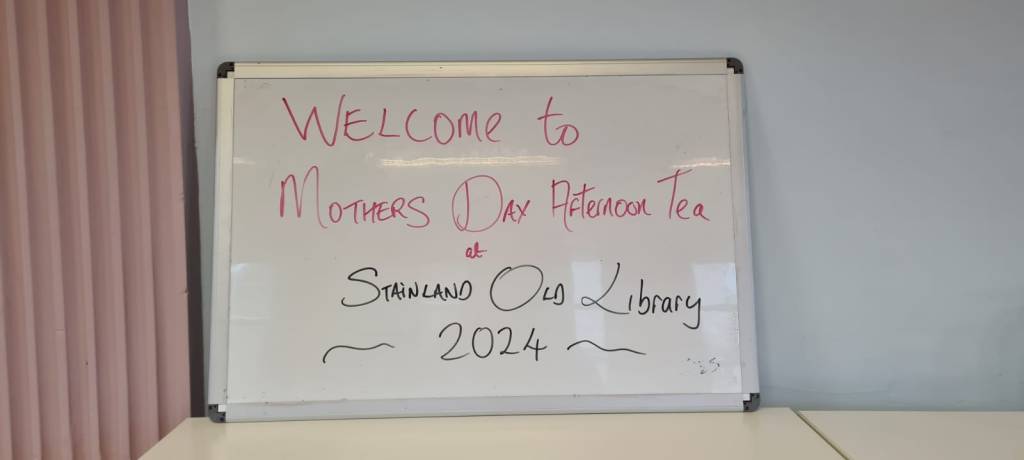 WELCOME to
MOTHERS DAY AFTERNOON Tea
at
STAINLAND OLD Library
~ 2024 ~